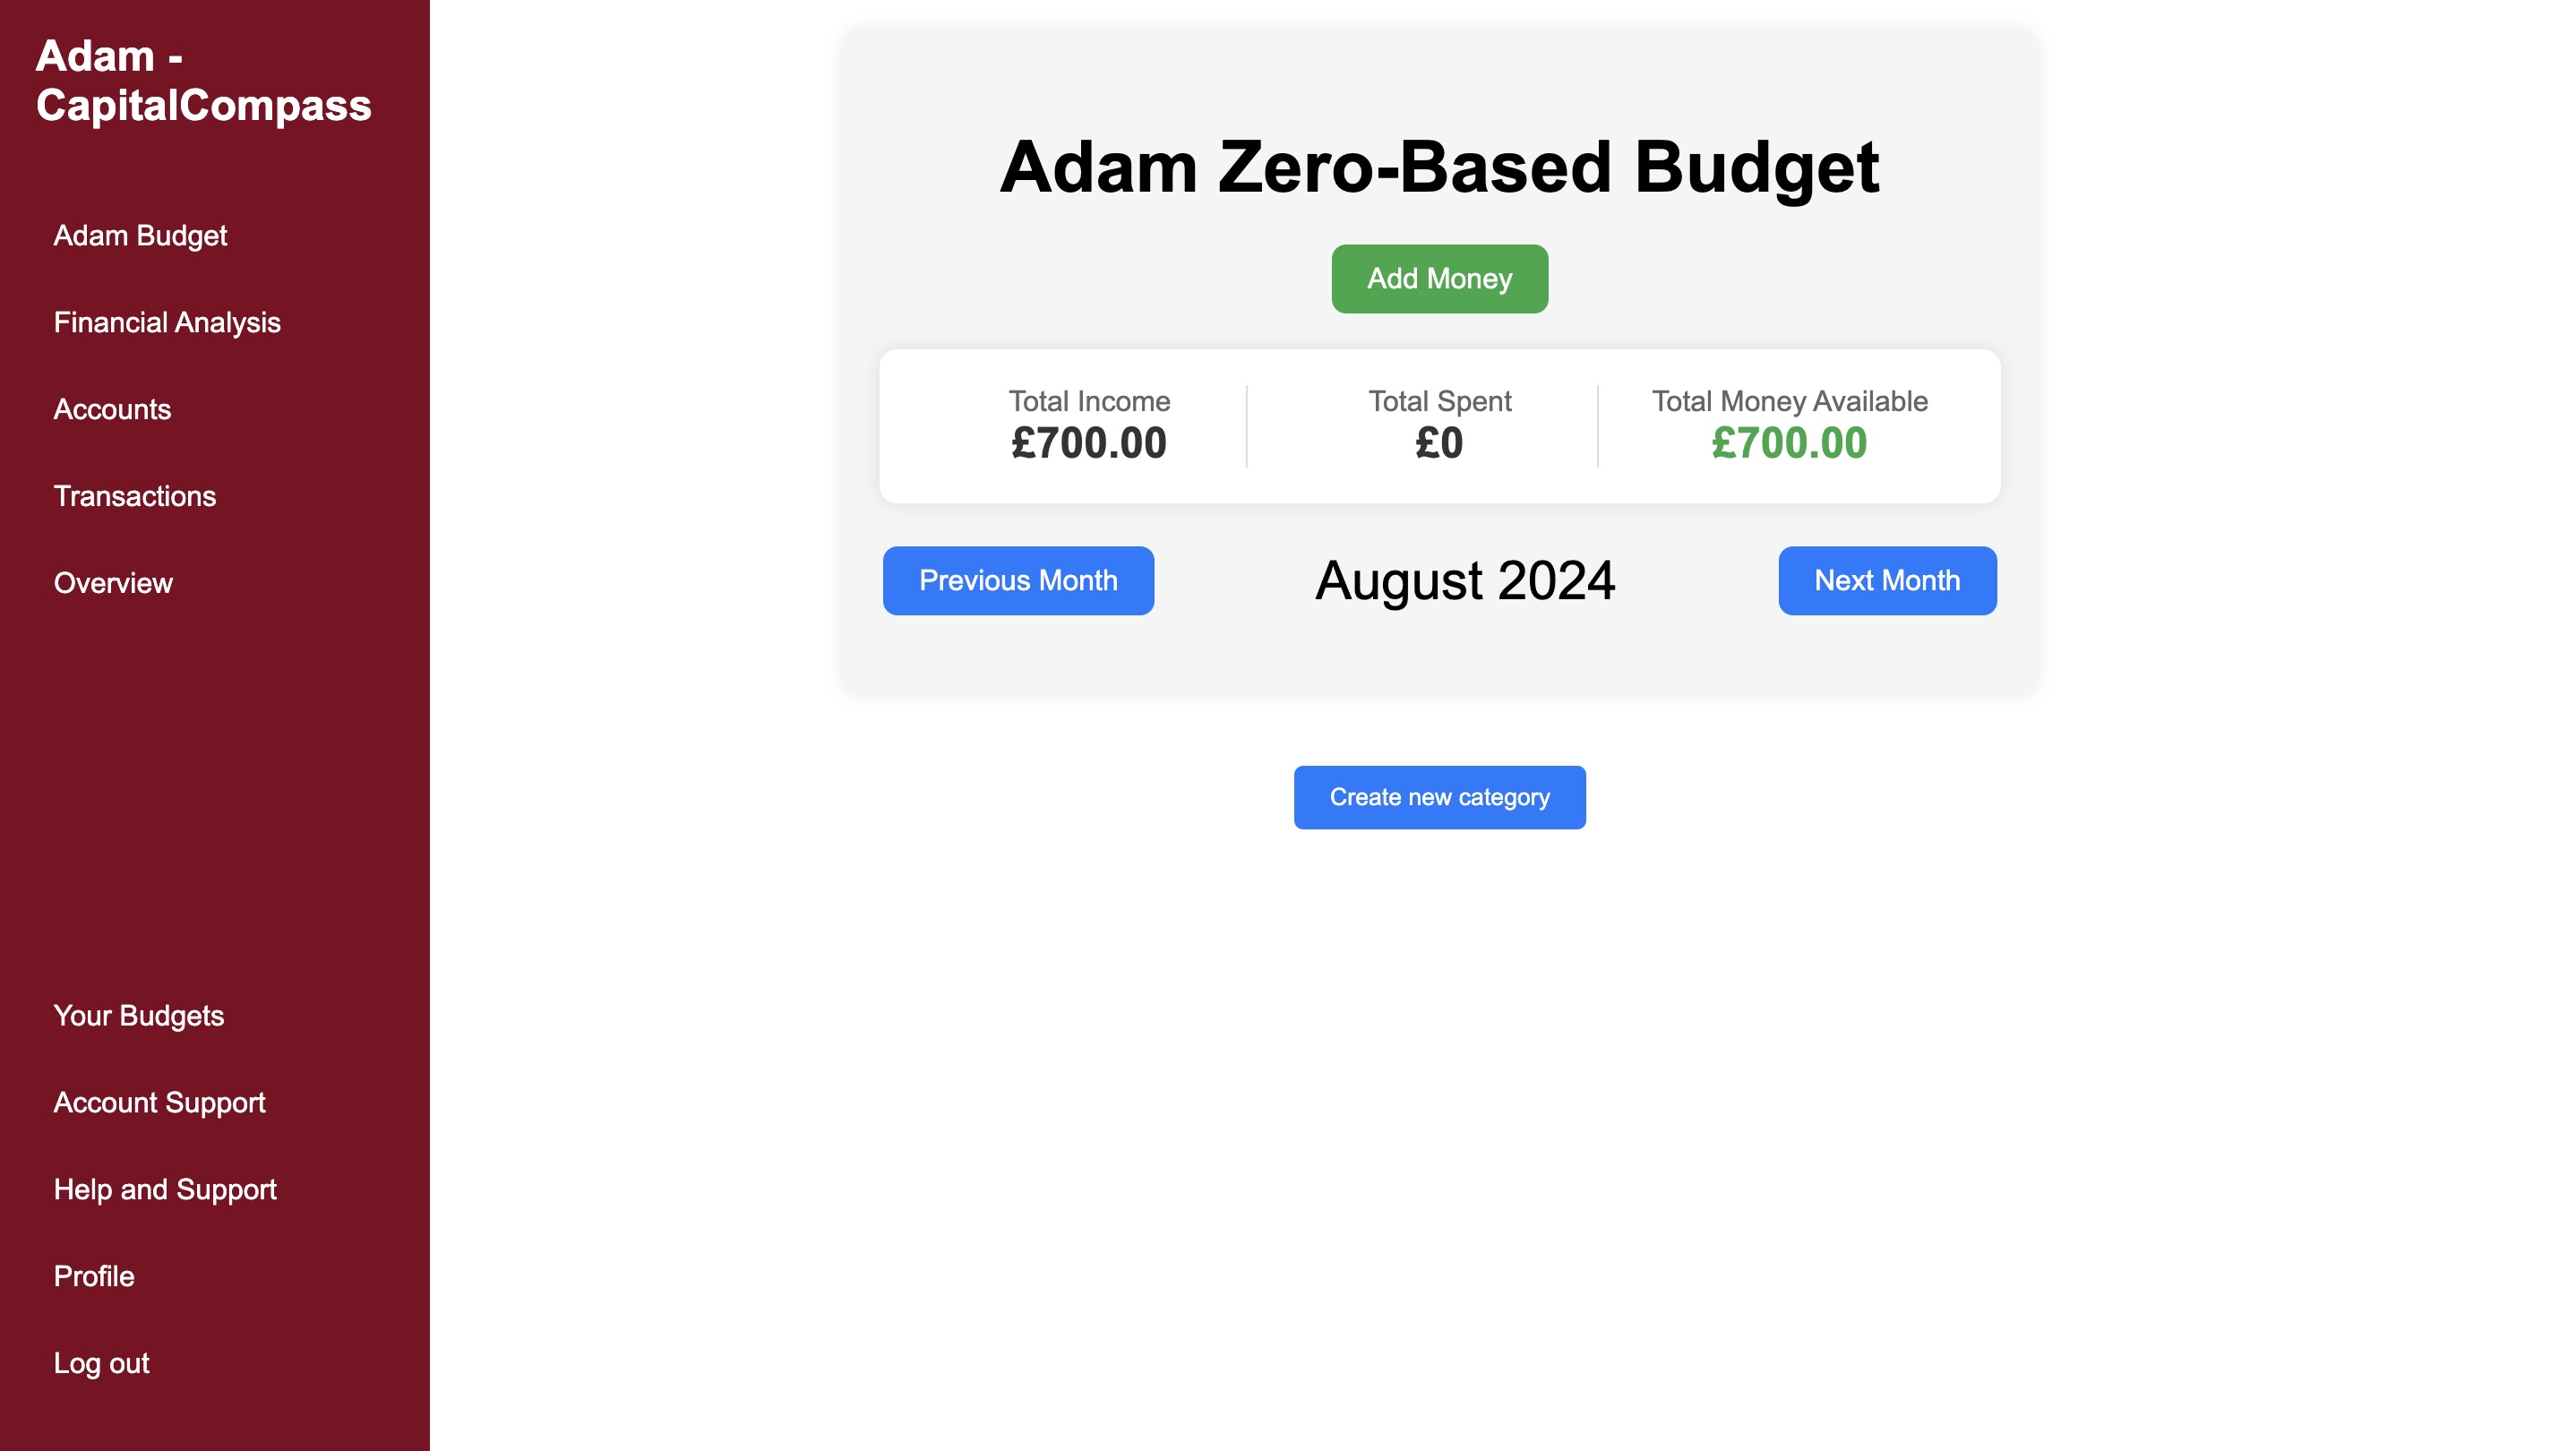 Adam -
CapitalCompass
Adam Budget
Financial Analysis
Accounts
Transactions
Overview
Your Budgets
Account Support
Help and Support
Profile
Log out
Adam Zero-Based Budget
Add Money
Total Income
£700.00
Total Spent
£0
Total Money Available
£700.00
Previous Month
August 2024
Next Month
Create new category